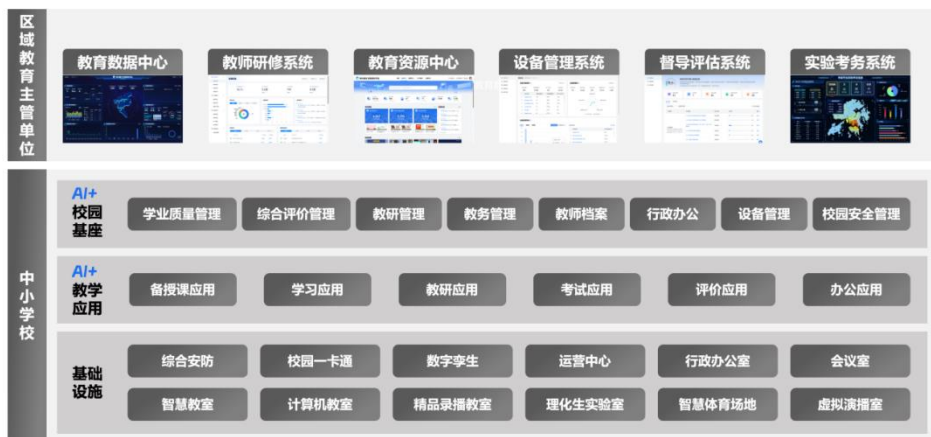 区域教育主管单位
教育数据中心
教师研修系统
教育资源中心
设备管理系统
督导评估系统
实验考务系统
中小学校
AI+
校园
基座
学业质量管理
综合评价管理
教研管理
教务管理
教师档案
行政办公
设备管理
校园安全管理
AI+
教学
应用
备授课应用
学习应用
教研应用
考试应用
评价应用
办公应用
基础
设施
综合安防
校园一卡通
数字孪生
运营中心
行政办公室
会议室
智慧教室
计算机教室
精品录播教室
理化生实验室
智慧体育场地
虚拟演播室